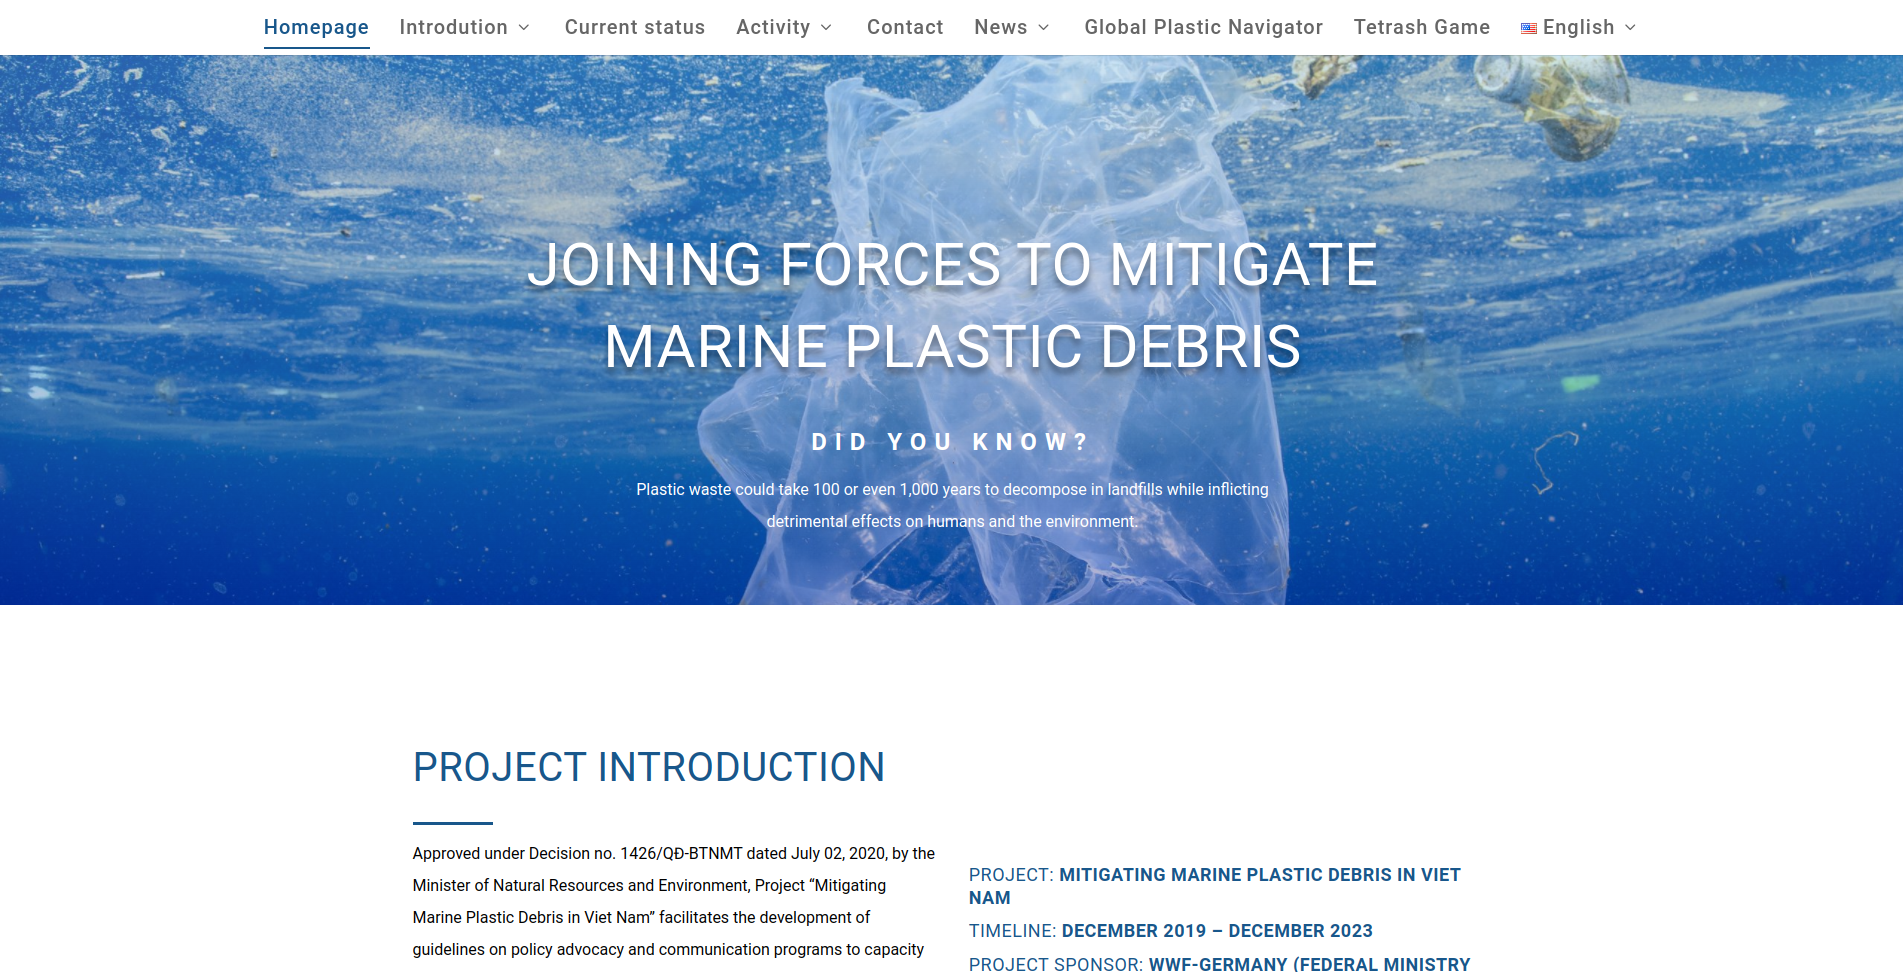 Homepage Introdution Current status Activity Contact News Global Plastic Navigator Tetrash Game English
JOINING FORCES TO MITIGATE
MARINE PLASTIC DEBRIS
DID YOU KNOW?
Plastic waste could take 100 or even 1,000 years to decompose in landfills while inflicting
detrimental effects on humans and the environment.
PROJECT INTRODUCTION
Approved under Decision no. 1426/QĐ-BTNMT dated July 02, 2020, by the
Minister of Natural Resources and Environment, Project “Mitigating
Marine Plastic Debris in Viet Nam” facilitates the development of
guidelines on policy advocacy and communication programs to capacity
PROJECT: MITIGATING MARINE PLASTIC DEBRIS IN VIET
NAM
TIMELINE: DECEMBER 2019 – DECEMBER 2023
PROJECT SPONSOR: WWF-GERMANY (FEDERAL MINISTRY